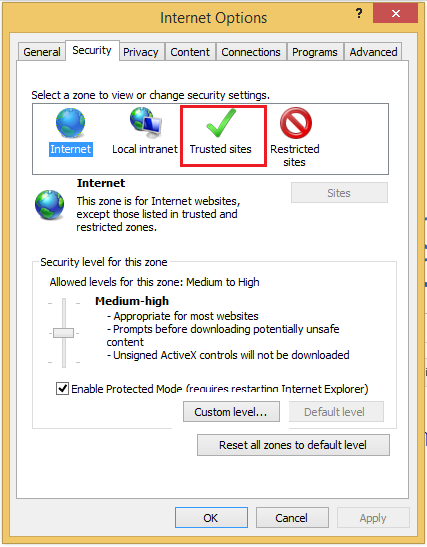 Internet Options
?
General Security Privacy Content Connections Programs Advanced
Select a zone to view or change security settings.
Internet Local intranet Trusted sites Restricted
sites
Internet
Sites
This zone is for Internet websites,
except those listed in trusted and
restricted zones.
Security level for this zone
Allowed levels for this zone: Medium to High
Medium-high
- Appropriate for most websites
- Prompts before downloading potentially unsafe
content
- Unsigned ActiveX controls will not be downloaded
Enable Protected Mode (requires restarting Internet Explorer)
Custom level... Default level
Reset all zones to default level
OK Cancel Apply